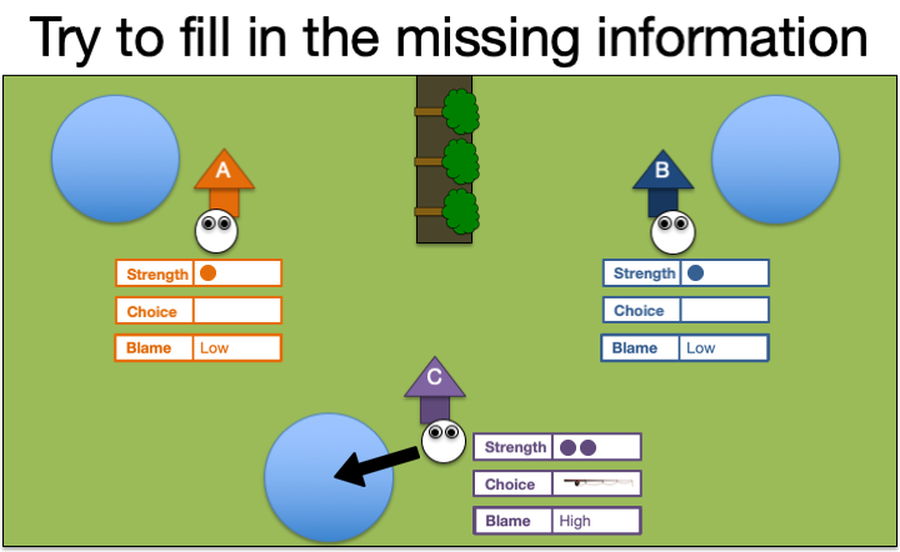 Try to fill in the missing information
A
B
Strength
Choice
Blame Low
Strength
Choice
Blame Low
C
Strength
Choice
Blame High